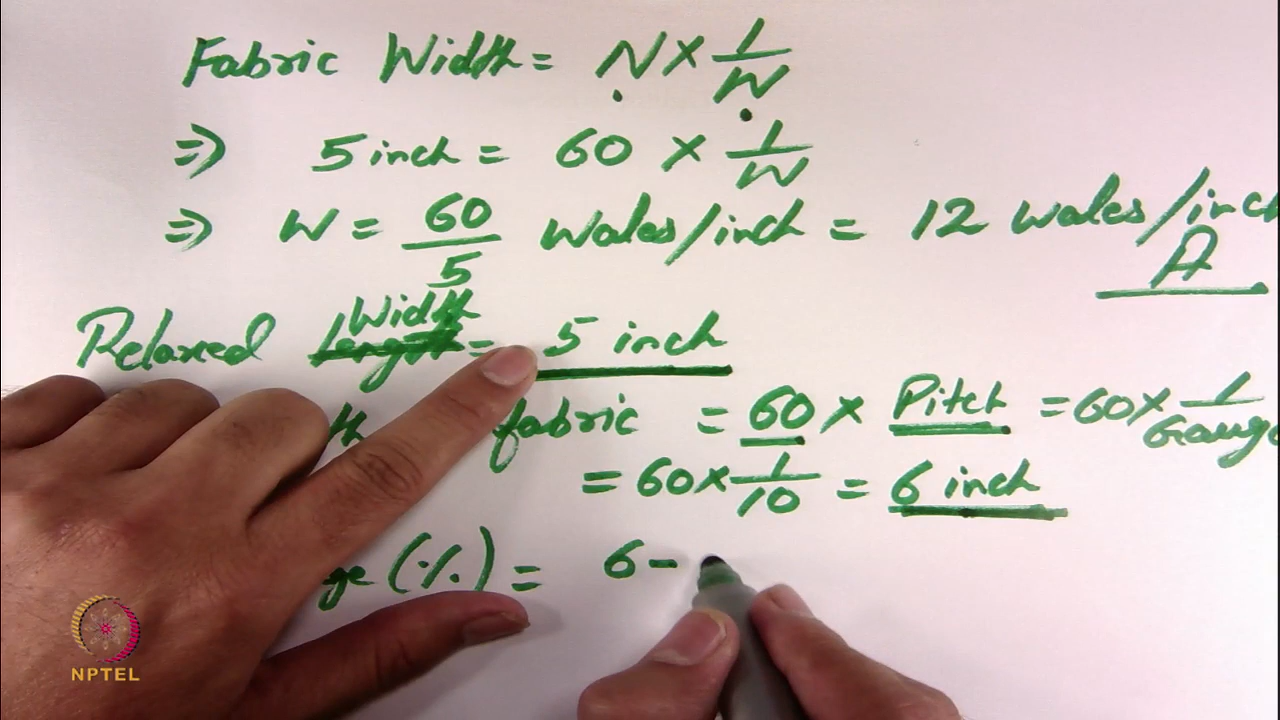 Fabric Width = N × 1/W
⇒ 5 inch = 60 × 1/W
⇒ W = 60/5 wales/inch = 12 wales/inch
A
Relaxed Width = 5 inch
fabric = 60 × Pitch = 60 × 1/Gauge
= 60 × 1/10 = 6 inch
(%) = 6 -
NPTEL